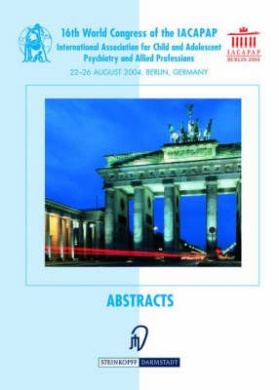 16th World Congress of the IACAPAP
International Association for Child and Adolescent
Psychiatry and Allied Professions
22–26 AUGUST 2004, BERLIN, GERMANY
IACAPAP
BERLIN 2004
ABSTRACTS
STEINKOPFF DARMSTADT